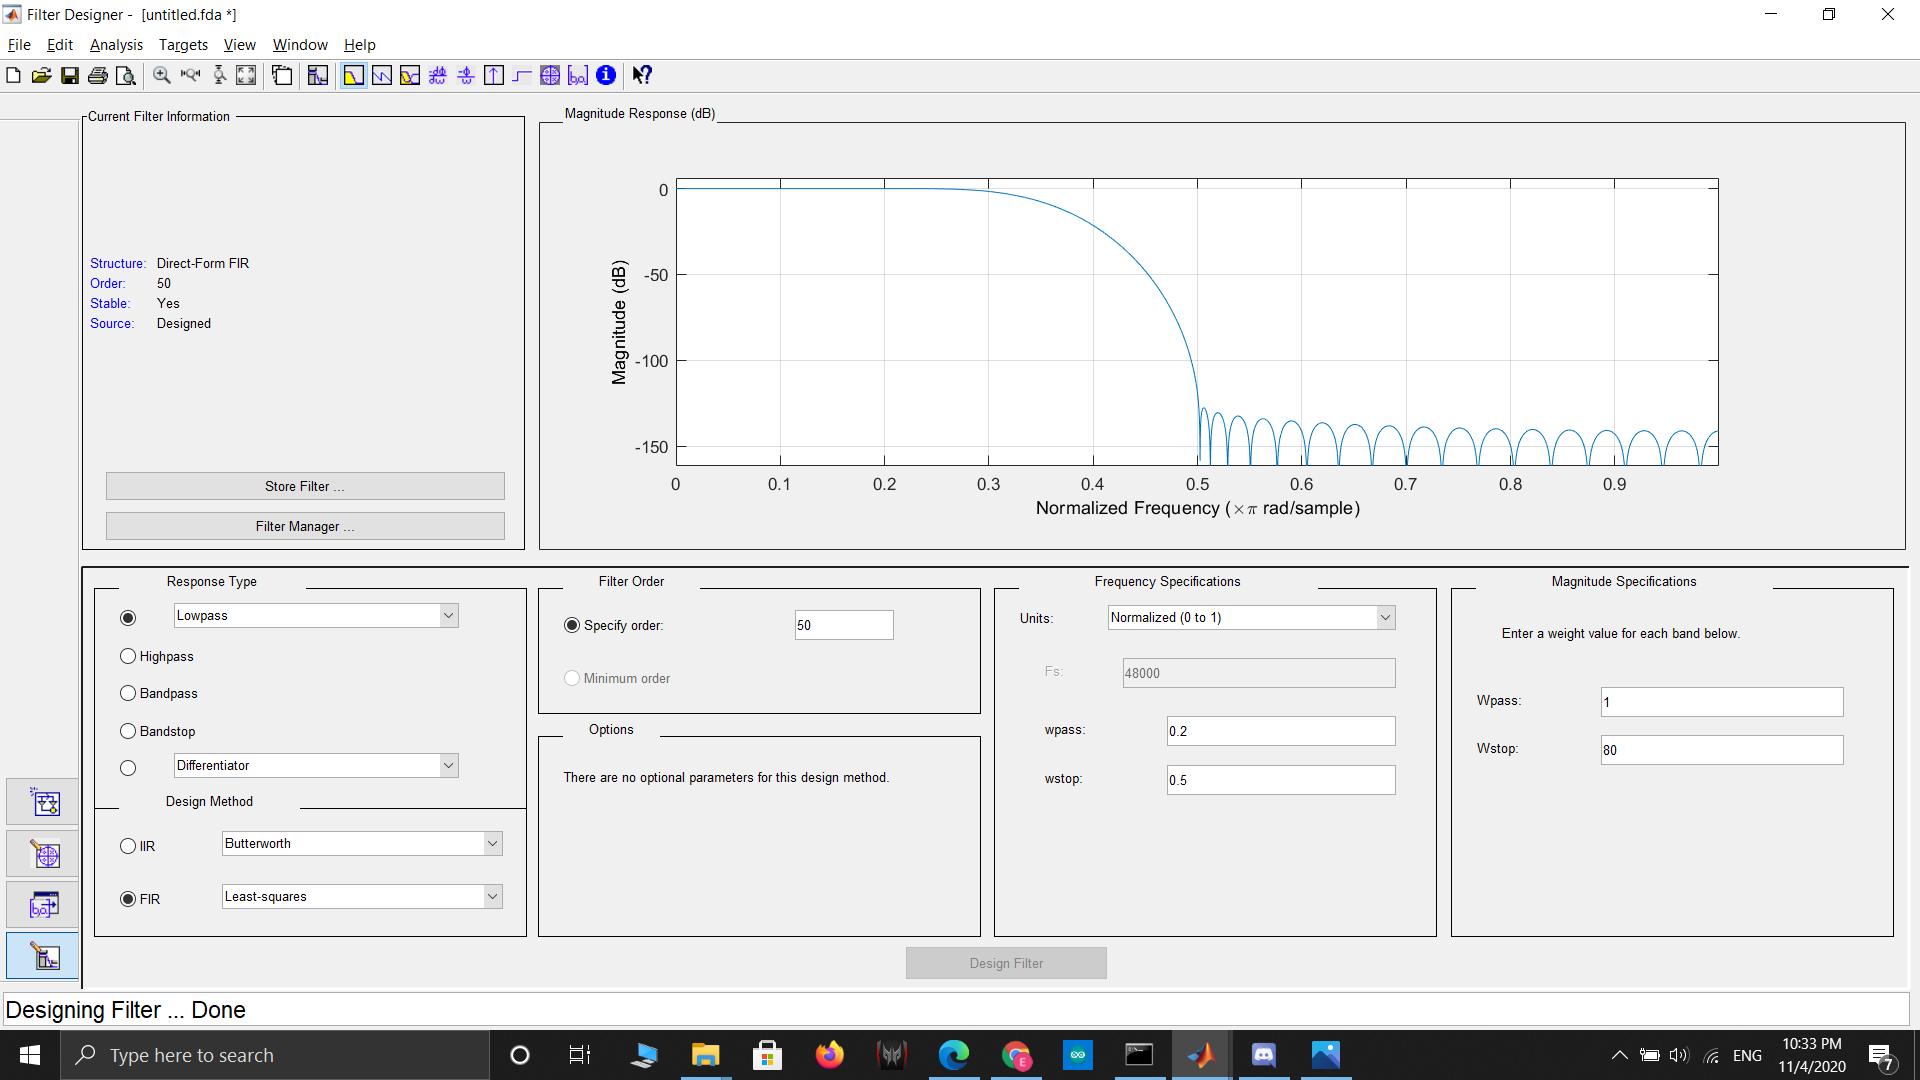 Filter Designer - [untitled.fda *]
File Edit Analysis Targets View Window Help
Current Filter Information
Structure: Direct-Form FIR
Order: 50
Stable: Yes
Source: Designed
Store Filter ...
Filter Manager ...
Magnitude Response (dB)
0
-50
-100
-150
Magnitude (dB)
0 0.1 0.2 0.3 0.4 0.5 0.6 0.7 0.8 0.9
Normalized Frequency (×π rad/sample)
Response Type
Lowpass
Highpass
Bandpass
Bandstop
Differentiator
Design Method
IIR Butterworth
FIR Least-squares
Filter Order
Specify order: 50
Minimum order
Options
There are no optional parameters for this design method.
Frequency Specifications
Units: Normalized (0 to 1)
Fs: 48000
wpass: 0.2
wstop: 0.5
Magnitude Specifications
Enter a weight value for each band below.
Wpass: 1
Wstop: 80
Design Filter
Designing Filter ... Done
Type here to search
ENG
10:33 PM
11/4/2020
7